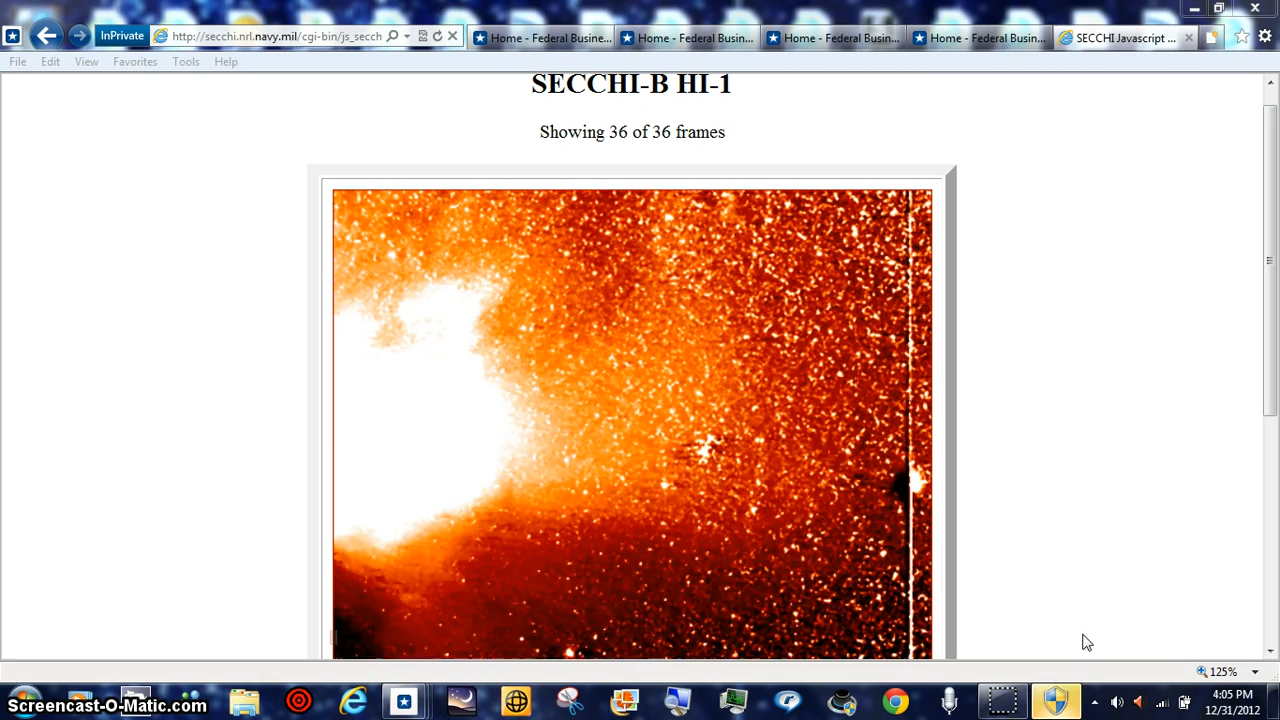 InPrivate
http://secchi.nrl.navy.mil/cgi-bin/js_secch
Home - Federal Busine...
Home - Federal Busin...
Home - Federal Busin...
Home - Federal Busin...
SECCHI Javascript ...
File Edit View Favorites Tools Help
SECCHI-B HI-1
Showing 36 of 36 frames
125%
4:05 PM
Screencast-O-Matic.com
12/31/2012